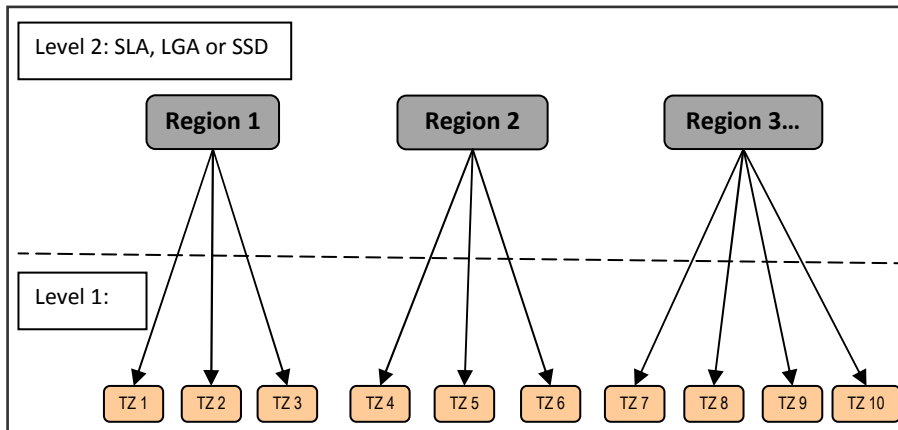 Level 2: SLA, LGA or SSD
Region 1
Region 2
Region 3...
Level 1:
TZ 1
TZ 2
TZ 3
TZ 4
TZ 5
TZ 6
TZ 7
TZ 8
TZ 9
TZ 10